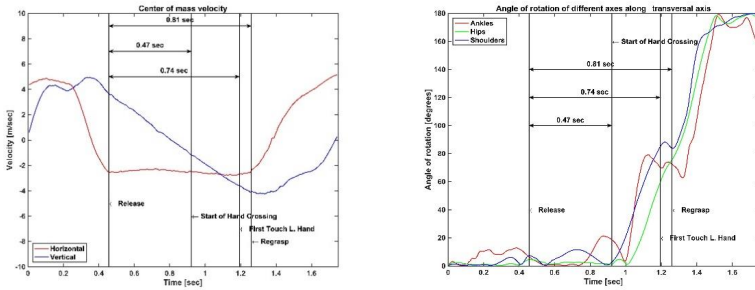 Center of mass velocity
0.81 sec
0.47 sec
0.74 sec
Release
Start of Hand Crossing
First Touch L. Hand
Regrasp
Horizontal
Vertical
Velocity [m/sec]
10
8
6
4
2
0
-2
-4
-6
-8
-10
0 0.2 0.4 0.6 0.8 1 1.2 1.4 1.6
Time [sec]
Angle of rotation of different axes along transversal axis
Ankles
Hips
Shoulders
Start of Hand Crossing
0.81 sec
0.74 sec
0.47 sec
Release
Regrasp
First Touch L. Hand
Angle of rotation [degrees]
180
160
140
120
100
80
60
40
20
0
0 0.2 0.4 0.6 0.8 1 1.2 1.4 1.6
Time [sec]